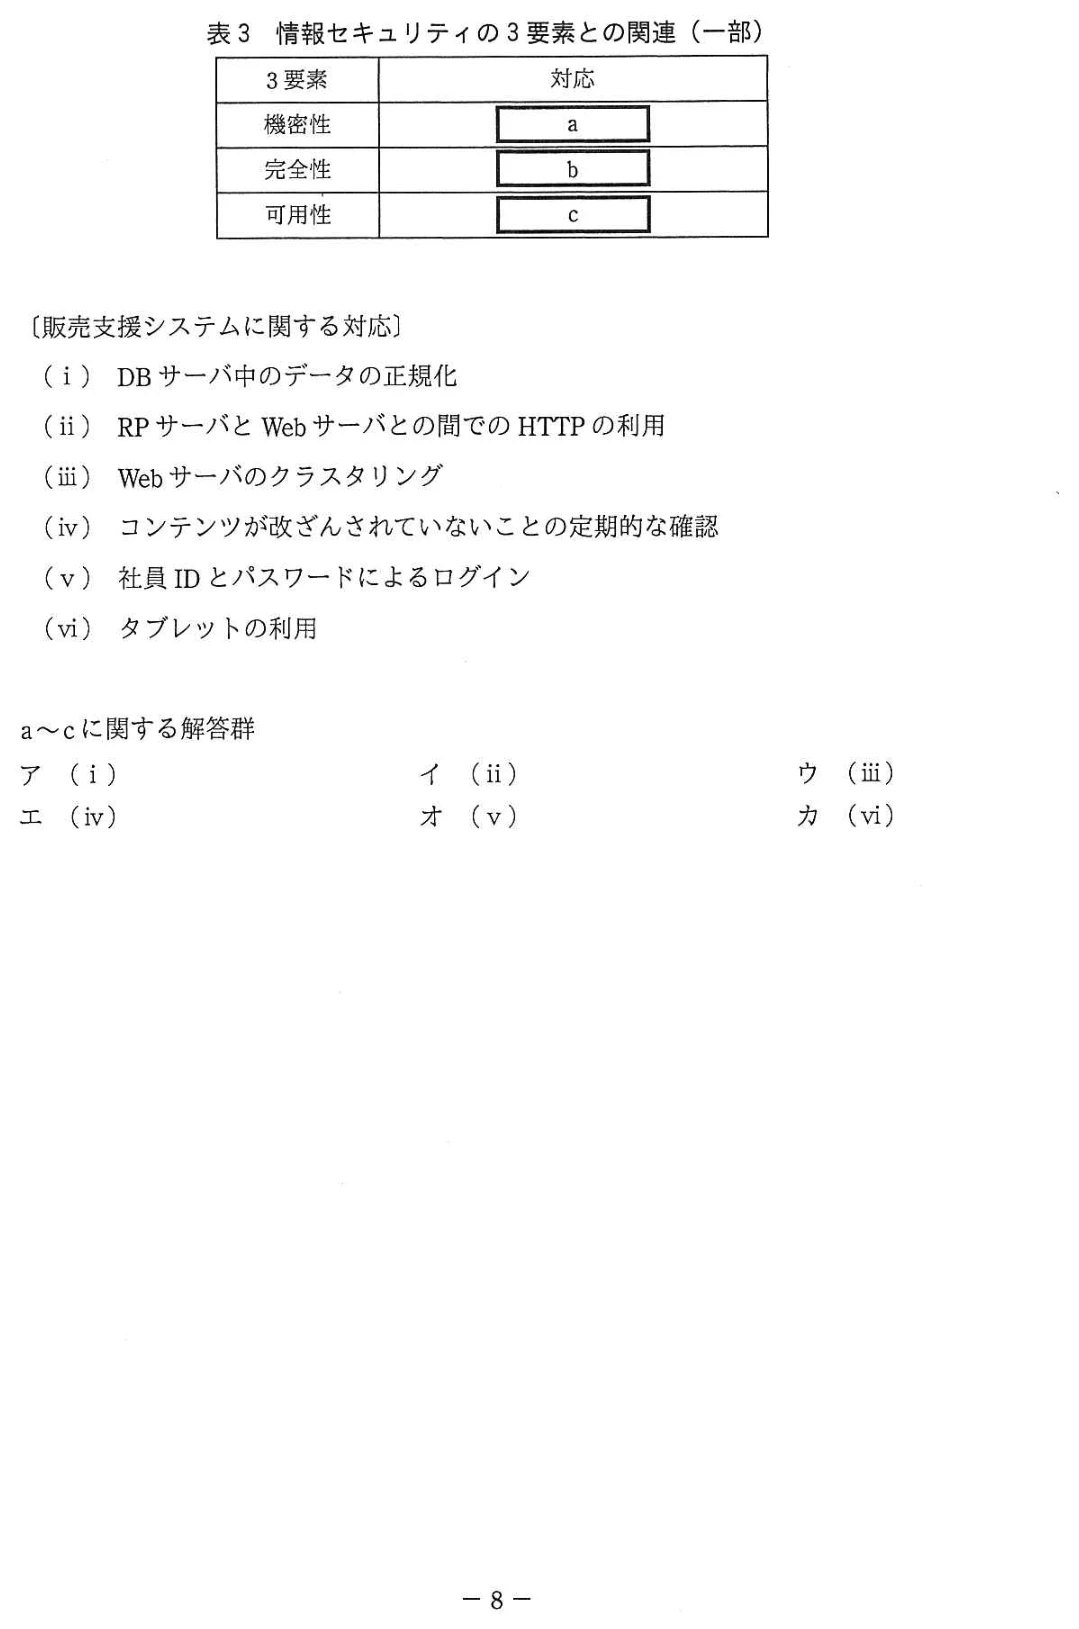 表3 情報セキュリティの3要素との関連（一部）
3要素 対応
機密性 a
完全性 b
可用性 c
〔販売支援システムに関する対応〕
（ⅰ） DBサーバ中のデータの正規化
（ⅱ） RPサーバとWebサーバとの間でのHTTPの利用
（ⅲ） Webサーバのクラスタリング
（ⅳ） コンテンツが改ざんされていないことの定期的な確認
（ⅴ） 社員IDとパスワードによるログイン
（ⅵ） タブレットの利用
a～cに関する解答群
ア （ⅰ） イ （ⅱ） ウ （ⅲ）
エ （ⅳ） オ （ⅴ） カ （ⅵ）
－8－